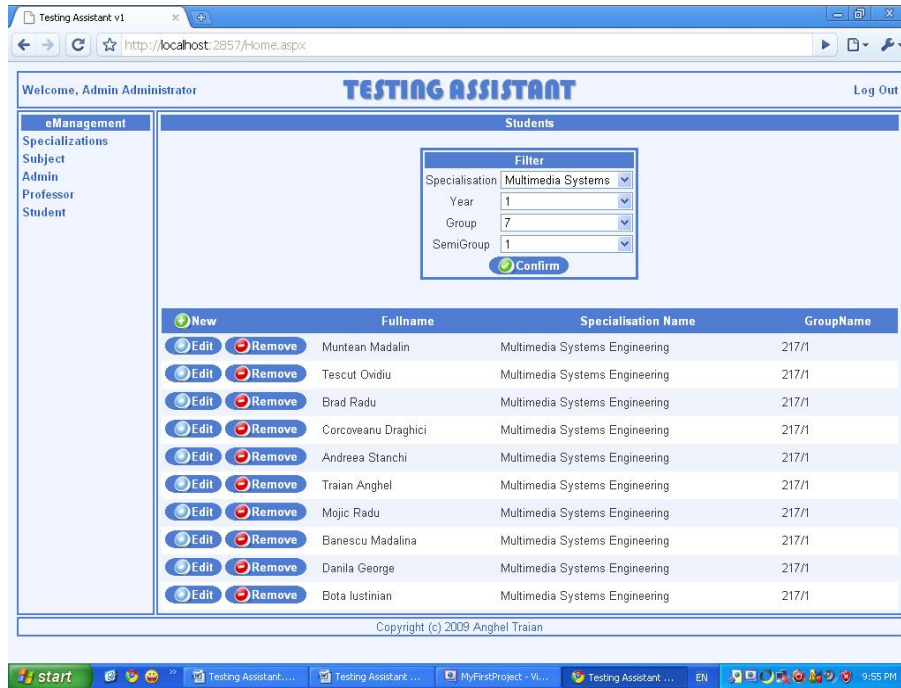 Testing Assistant v1
http://localhost:2857/Home.aspx
Welcome, Admin Administrator
TESTING ASSISTANT
Log Out
eManagement
Specializations
Subject
Admin
Professor
Student
Students
Filter
Specialisation Multimedia Systems
Year 1
Group 7
SemiGroup 1
Confirm
New Fullname Specialisation Name GroupName
Edit Remove Muntean Madalin Multimedia Systems Engineering 217/1
Edit Remove Tescut Ovidiu Multimedia Systems Engineering 217/1
Edit Remove Brad Radu Multimedia Systems Engineering 217/1
Edit Remove Corcoveanu Draghici Multimedia Systems Engineering 217/1
Edit Remove Andreea Stanchi Multimedia Systems Engineering 217/1
Edit Remove Traian Anghel Multimedia Systems Engineering 217/1
Edit Remove Mojic Radu Multimedia Systems Engineering 217/1
Edit Remove Banescu Madalina Multimedia Systems Engineering 217/1
Edit Remove Danila George Multimedia Systems Engineering 217/1
Edit Remove Bota Iustinian Multimedia Systems Engineering 217/1
Copyright (c) 2009 Anghel Traian
start Testing Assistant.... Testing Assistant ... MyFirstProject - Vi... Testing Assistant ... EN 9:55 PM